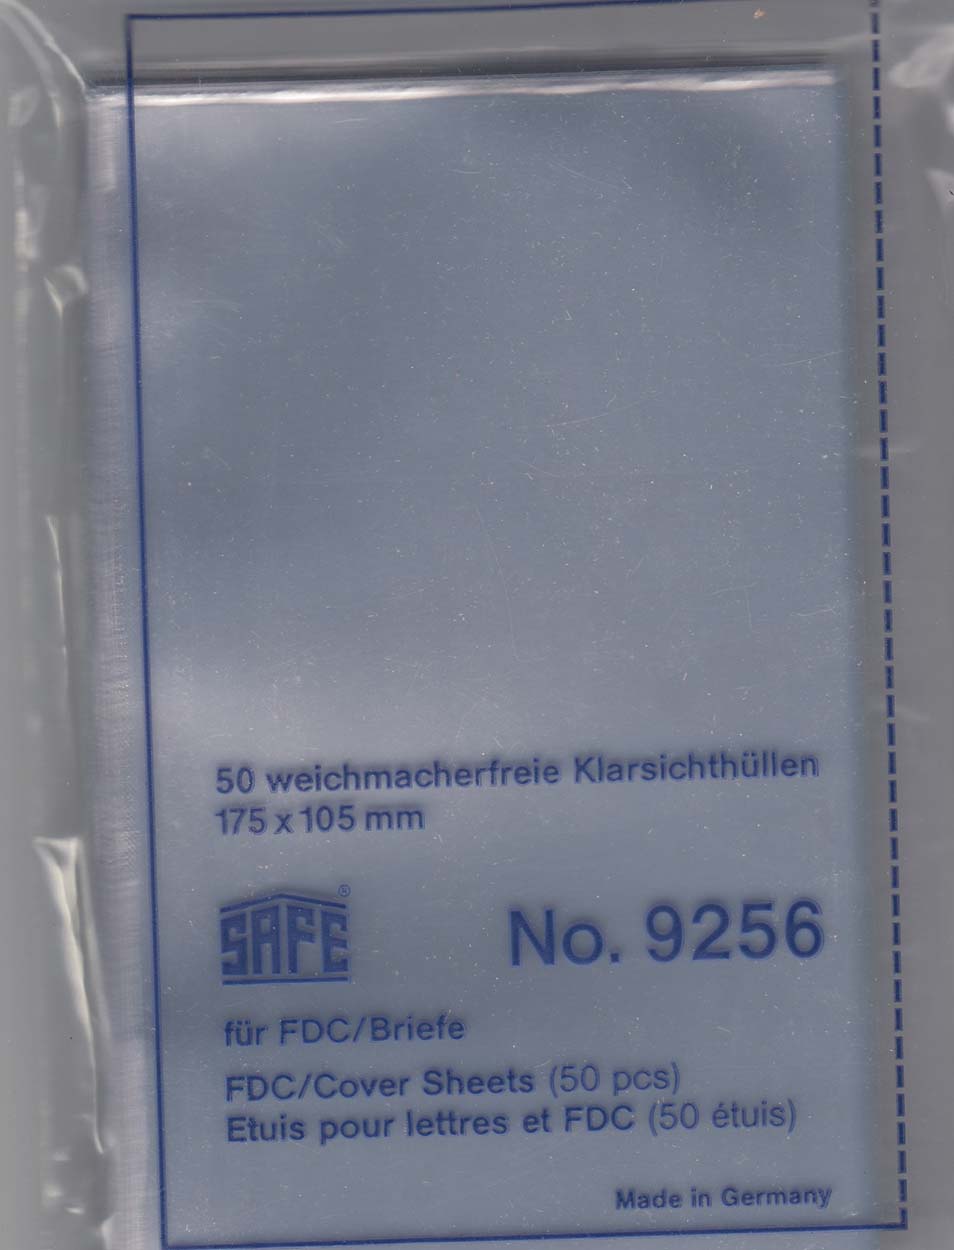 50 weichmacherfreie Klarsichthüllen
175 x 105 mm
SAFE®
No. 9256
für FDC/Briefe
FDC/Cover Sheets (50 pcs)
Etuis pour lettres et FDC (50 étuis)
Made in Germany